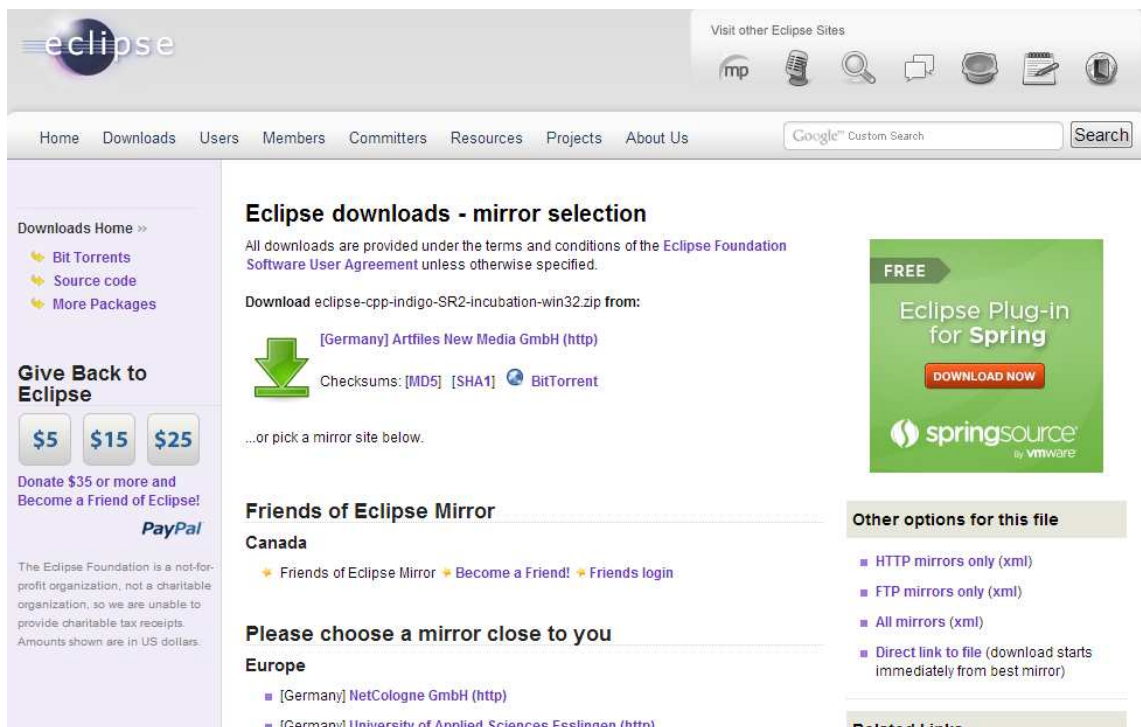 eclipse
Visit other Eclipse Sites
mp
Home Downloads Users Members Committers Resources Projects About Us
Google™ Custom Search
Search
Downloads Home »
Bit Torrents
Source code
More Packages
Give Back to
Eclipse
$5 $15 $25
Donate $35 or more and
Become a Friend of Eclipse!
PayPal
The Eclipse Foundation is a not-for-
profit organization, not a charitable
organization, so we are unable to
provide charitable tax receipts.
Amounts shown are in US dollars.
Eclipse downloads - mirror selection
All downloads are provided under the terms and conditions of the Eclipse Foundation
Software User Agreement unless otherwise specified.
Download eclipse-cpp-indigo-SR2-incubation-win32.zip from:
[Germany] Artfiles New Media GmbH (http)
Checksums: [MD5] [SHA1] BitTorrent
...or pick a mirror site below.
Friends of Eclipse Mirror
Canada
Friends of Eclipse Mirror Become a Friend! Friends login
Please choose a mirror close to you
Europe
[Germany] NetCologne GmbH (http)
[Germany] University of Applied Sciences Esslingen (http)
FREE
Eclipse Plug-in
for Spring
DOWNLOAD NOW
springsource
By vmware
Other options for this file
HTTP mirrors only (xml)
FTP mirrors only (xml)
All mirrors (xml)
Direct link to file (download starts
immediately from best mirror)
Related Links